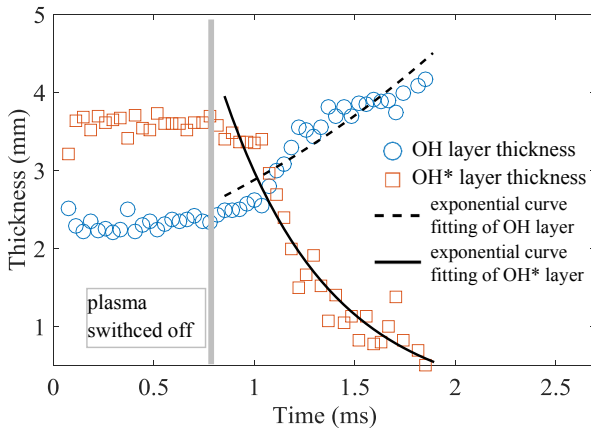 5
4
3
2
1
Thickness (mm)
OH layer thickness
OH* layer thickness
exponential curve
fitting of OH layer
exponential curve
fitting of OH* layer
plasma
swithced off
0 0.5 1 1.5 2 2.5
Time (ms)